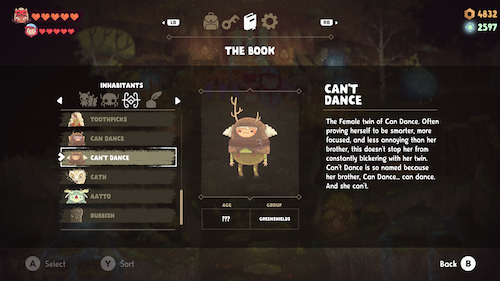 LB
RB
4832
2597
THE BOOK
INHABITANTS
TOOTHPICKS
CAN DANCE
CAN'T DANCE
CATH
AATTO
RUBBISH
AGE
GROUP
???
GREENSHIELDS
CAN'T
DANCE
The Female twin of Can Dance. Often
proving herself to be smarter, more
focused, and less annoying than her
brother, this doesn't stop her from
constantly bickering with her twin.
Can't Dance is so named because
her brother, Can Dance... can dance.
And she can't.
A Select
Y Sort
Back B